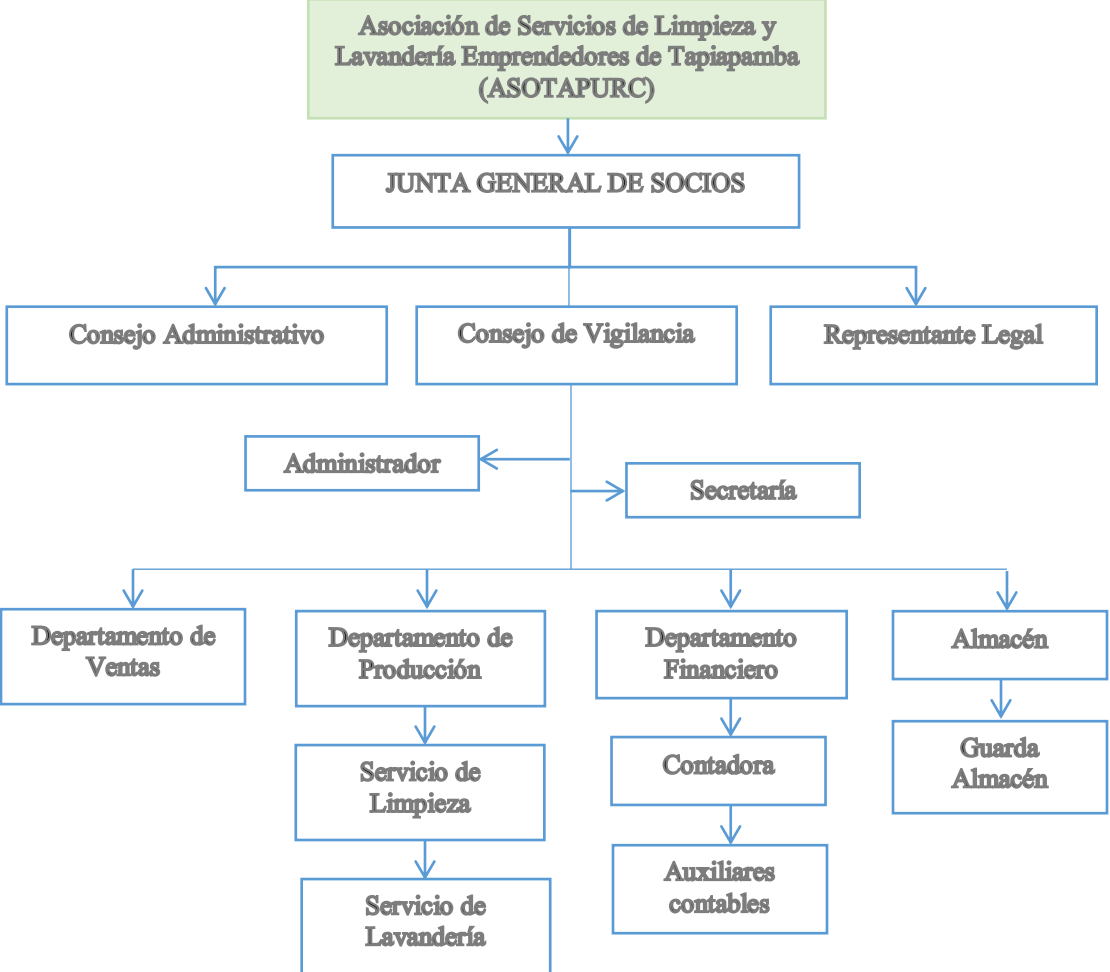 Asociación de Servicios de Limpieza y
Lavandería Emprendedores de Tapiapamba
(ASOTAPURC)
JUNTA GENERAL DE SOCIOS
Consejo Administrativo
Consejo de Vigilancia
Representante Legal
Administrador
Secretaría
Departamento de
Ventas
Departamento de
Producción
Departamento
Financiero
Almacén
Servicio de
Limpieza
Contadora
Guarda
Almacén
Servicio de
Lavandería
Auxiliares
contables